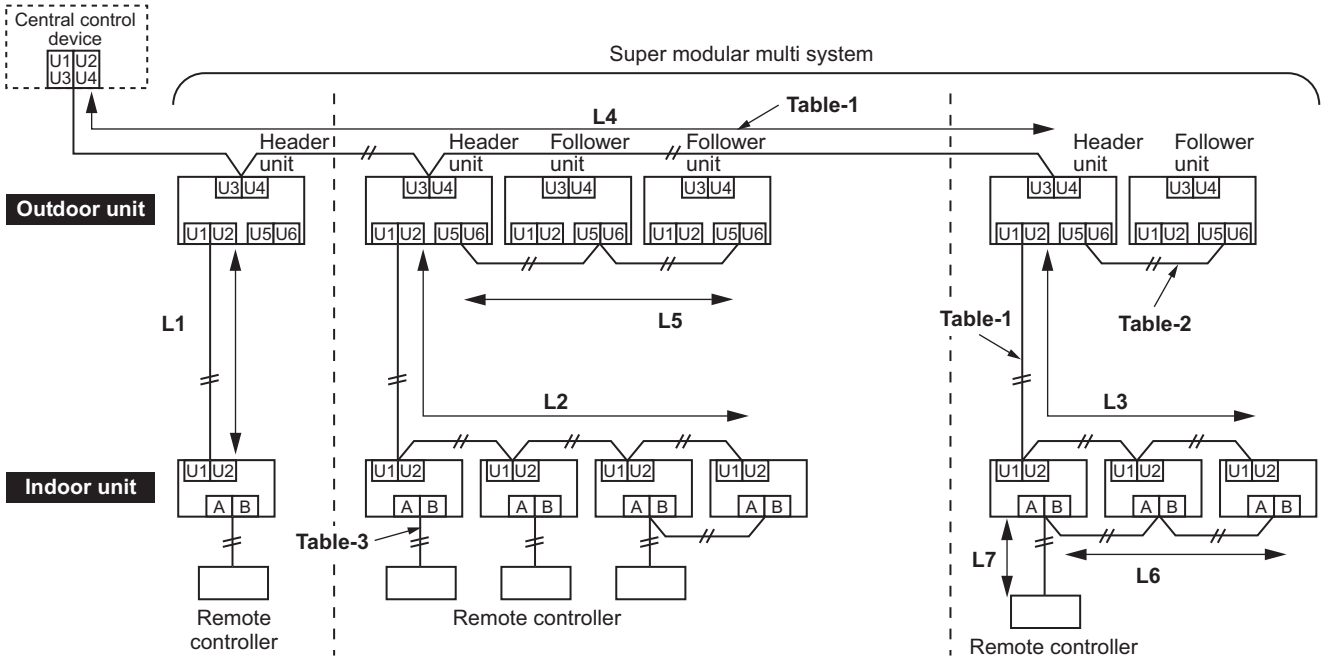 Central control
device
U1 U2
U3 U4
Super modular multi system
L4
Table-1
Header
unit
Header
unit
Follower
unit
Follower
unit
Header
unit
Follower
unit
U3 U4
U3 U4
U3 U4
U3 U4
U3 U4
U3 U4
Outdoor unit
U1 U2 U5 U6
U1 U2 U5 U6
U1 U2 U5 U6
U1 U2 U5 U6
U1 U2 U5 U6
U1 U2 U5 U6
L1
L5
Table-1
Table-2
L2
L3
Indoor unit
U1 U2
U1 U2
U1 U2
U1 U2
U1 U2
U1 U2
U1 U2
U1 U2
A B
A B
A B
A B
A B
A B
A B
A B
Table-3
L7
L6
Remote
controller
Remote controller
Remote controller